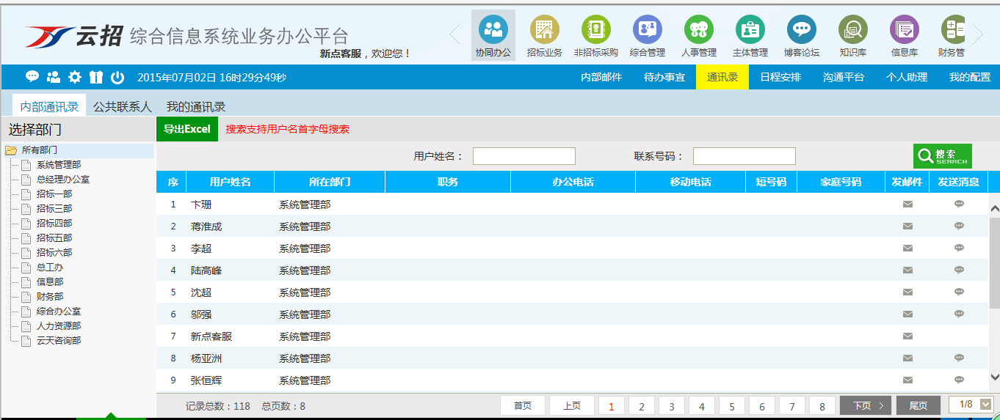 云招 综合信息系统业务办公平台
新点客服，欢迎您！
协同办公 招标业务 非招标采购 综合管理 人事管理 主体管理 博客论坛 知识库 信息库 财务管
2015年07月02日 16时29分49秒 内部邮件 待办事宜 通讯录 日程安排 沟通平台 个人助理 我的配置
内部通讯录 公共联系人 我的通讯录
选择部门 导出Excel 搜索支持用户名首字母搜索
所有部门
系统管理部
总经理办公室
招标一部
招标三部
招标四部
招标五部
招标六部
总工办
信息部
财务部
综合办公室
人力资源部
云天咨询部
用户姓名： 联系号码： 搜索 SEARCH
序 用户姓名 所在部门 职务 办公电话 移动电话 短号码 家庭号码 发邮件 发送消息
1 卞珊 系统管理部
2 蒋淮成 系统管理部
3 李超 系统管理部
4 陆高峰 系统管理部
5 沈超 系统管理部
6 邬强 系统管理部
7 新点客服 系统管理部
8 杨亚洲 系统管理部
9 张恒辉 系统管理部
记录总数：118 总页数：8 首页 上页 1 2 3 4 5 6 7 8 下页 尾页 1/8